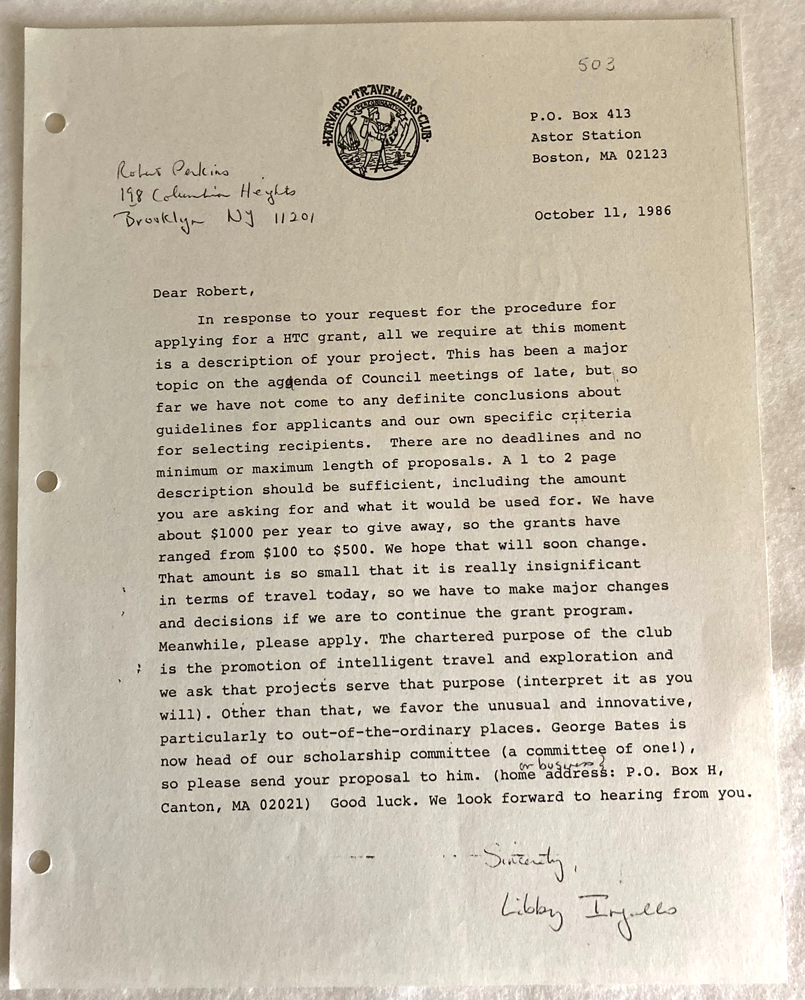 503
HARVARD·TRAVELLERS·CLUB·
P.O. Box 413
Astor Station
Boston, MA 02123
Robert Perkins
198 Columbia Heights
Brooklyn NY 11201
October 11, 1986
Dear Robert,
In response to your request for the procedure for
applying for a HTC grant, all we require at this moment
is a description of your project. This has been a major
topic on the agdenda of Council meetings of late, but so
far we have not come to any definite conclusions about
guidelines for applicants and our own specific criteria
for selecting recipients. There are no deadlines and no
minimum or maximum length of proposals. A 1 to 2 page
description should be sufficient, including the amount
you are asking for and what it would be used for. We have
about $1000 per year to give away, so the grants have
ranged from $100 to $500. We hope that will soon change.
That amount is so small that it is really insignificant
in terms of travel today, so we have to make major changes
and decisions if we are to continue the grant program.
Meanwhile, please apply. The chartered purpose of the club
is the promotion of intelligent travel and exploration and
we ask that projects serve that purpose (interpret it as you
will). Other than that, we favor the unusual and innovative,
particularly to out-of-the-ordinary places. George Bates is
now head of our scholarship committee (a committee of one!),
or business
so please send your proposal to him. (home address: P.O. Box H,
Canton, MA 02021) Good luck. We look forward to hearing from you.
Sincerely,
Libby Ingalls